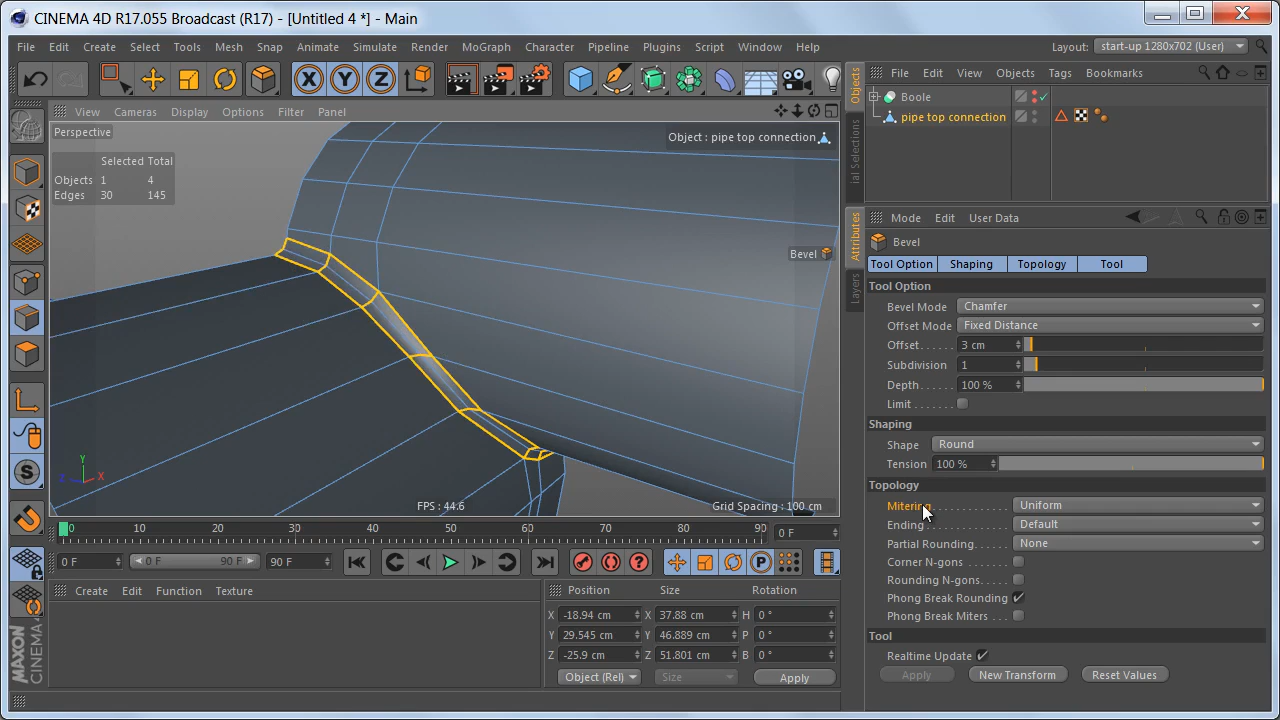 CINEMA 4D R17.055 Broadcast (R17) - [Untitled 4 *] - Main
File Edit Create Select Tools Mesh Snap Animate Simulate Render MoGraph Character Pipeline Plugins Script Window Help Layout: start-up 1280x702 (User)
X Y Z
View Cameras Display Options Filter Panel
Perspective
Object : pipe top connection
Selected Total
Objects 1 4
Edges 30 145
Bevel
Y
X
Z
FPS : 44.6
Grid Spacing : 100 cm
0 10 20 30 40 50 60 70 80 90 0 F
0 F 0 F 90 F 90 F
P
S
Create Edit Function Texture
Position Size Rotation
X -18.94 cm X 37.88 cm H 0 °
Y 29.545 cm Y 46.889 cm P 0 °
Z -25.9 cm Z 51.801 cm B 0 °
Object (Rel) Size Apply
MAXON CINEMA 4D
Objects
ial Selections
Attributes
Layers
File Edit View Objects Tags Bookmarks
Boole
pipe top connection
Mode Edit User Data
Bevel
Tool Option Shaping Topology Tool
Tool Option
Bevel Mode Chamfer
Offset Mode Fixed Distance
Offset 3 cm
Subdivision 1
Depth 100 %
Limit
Shaping
Shape Round
Tension 100 %
Topology
Mitering Uniform
Ending Default
Partial Rounding None
Corner N-gons
Rounding N-gons
Phong Break Rounding
Phong Break Miters
Tool
Realtime Update
Apply New Transform Reset Values